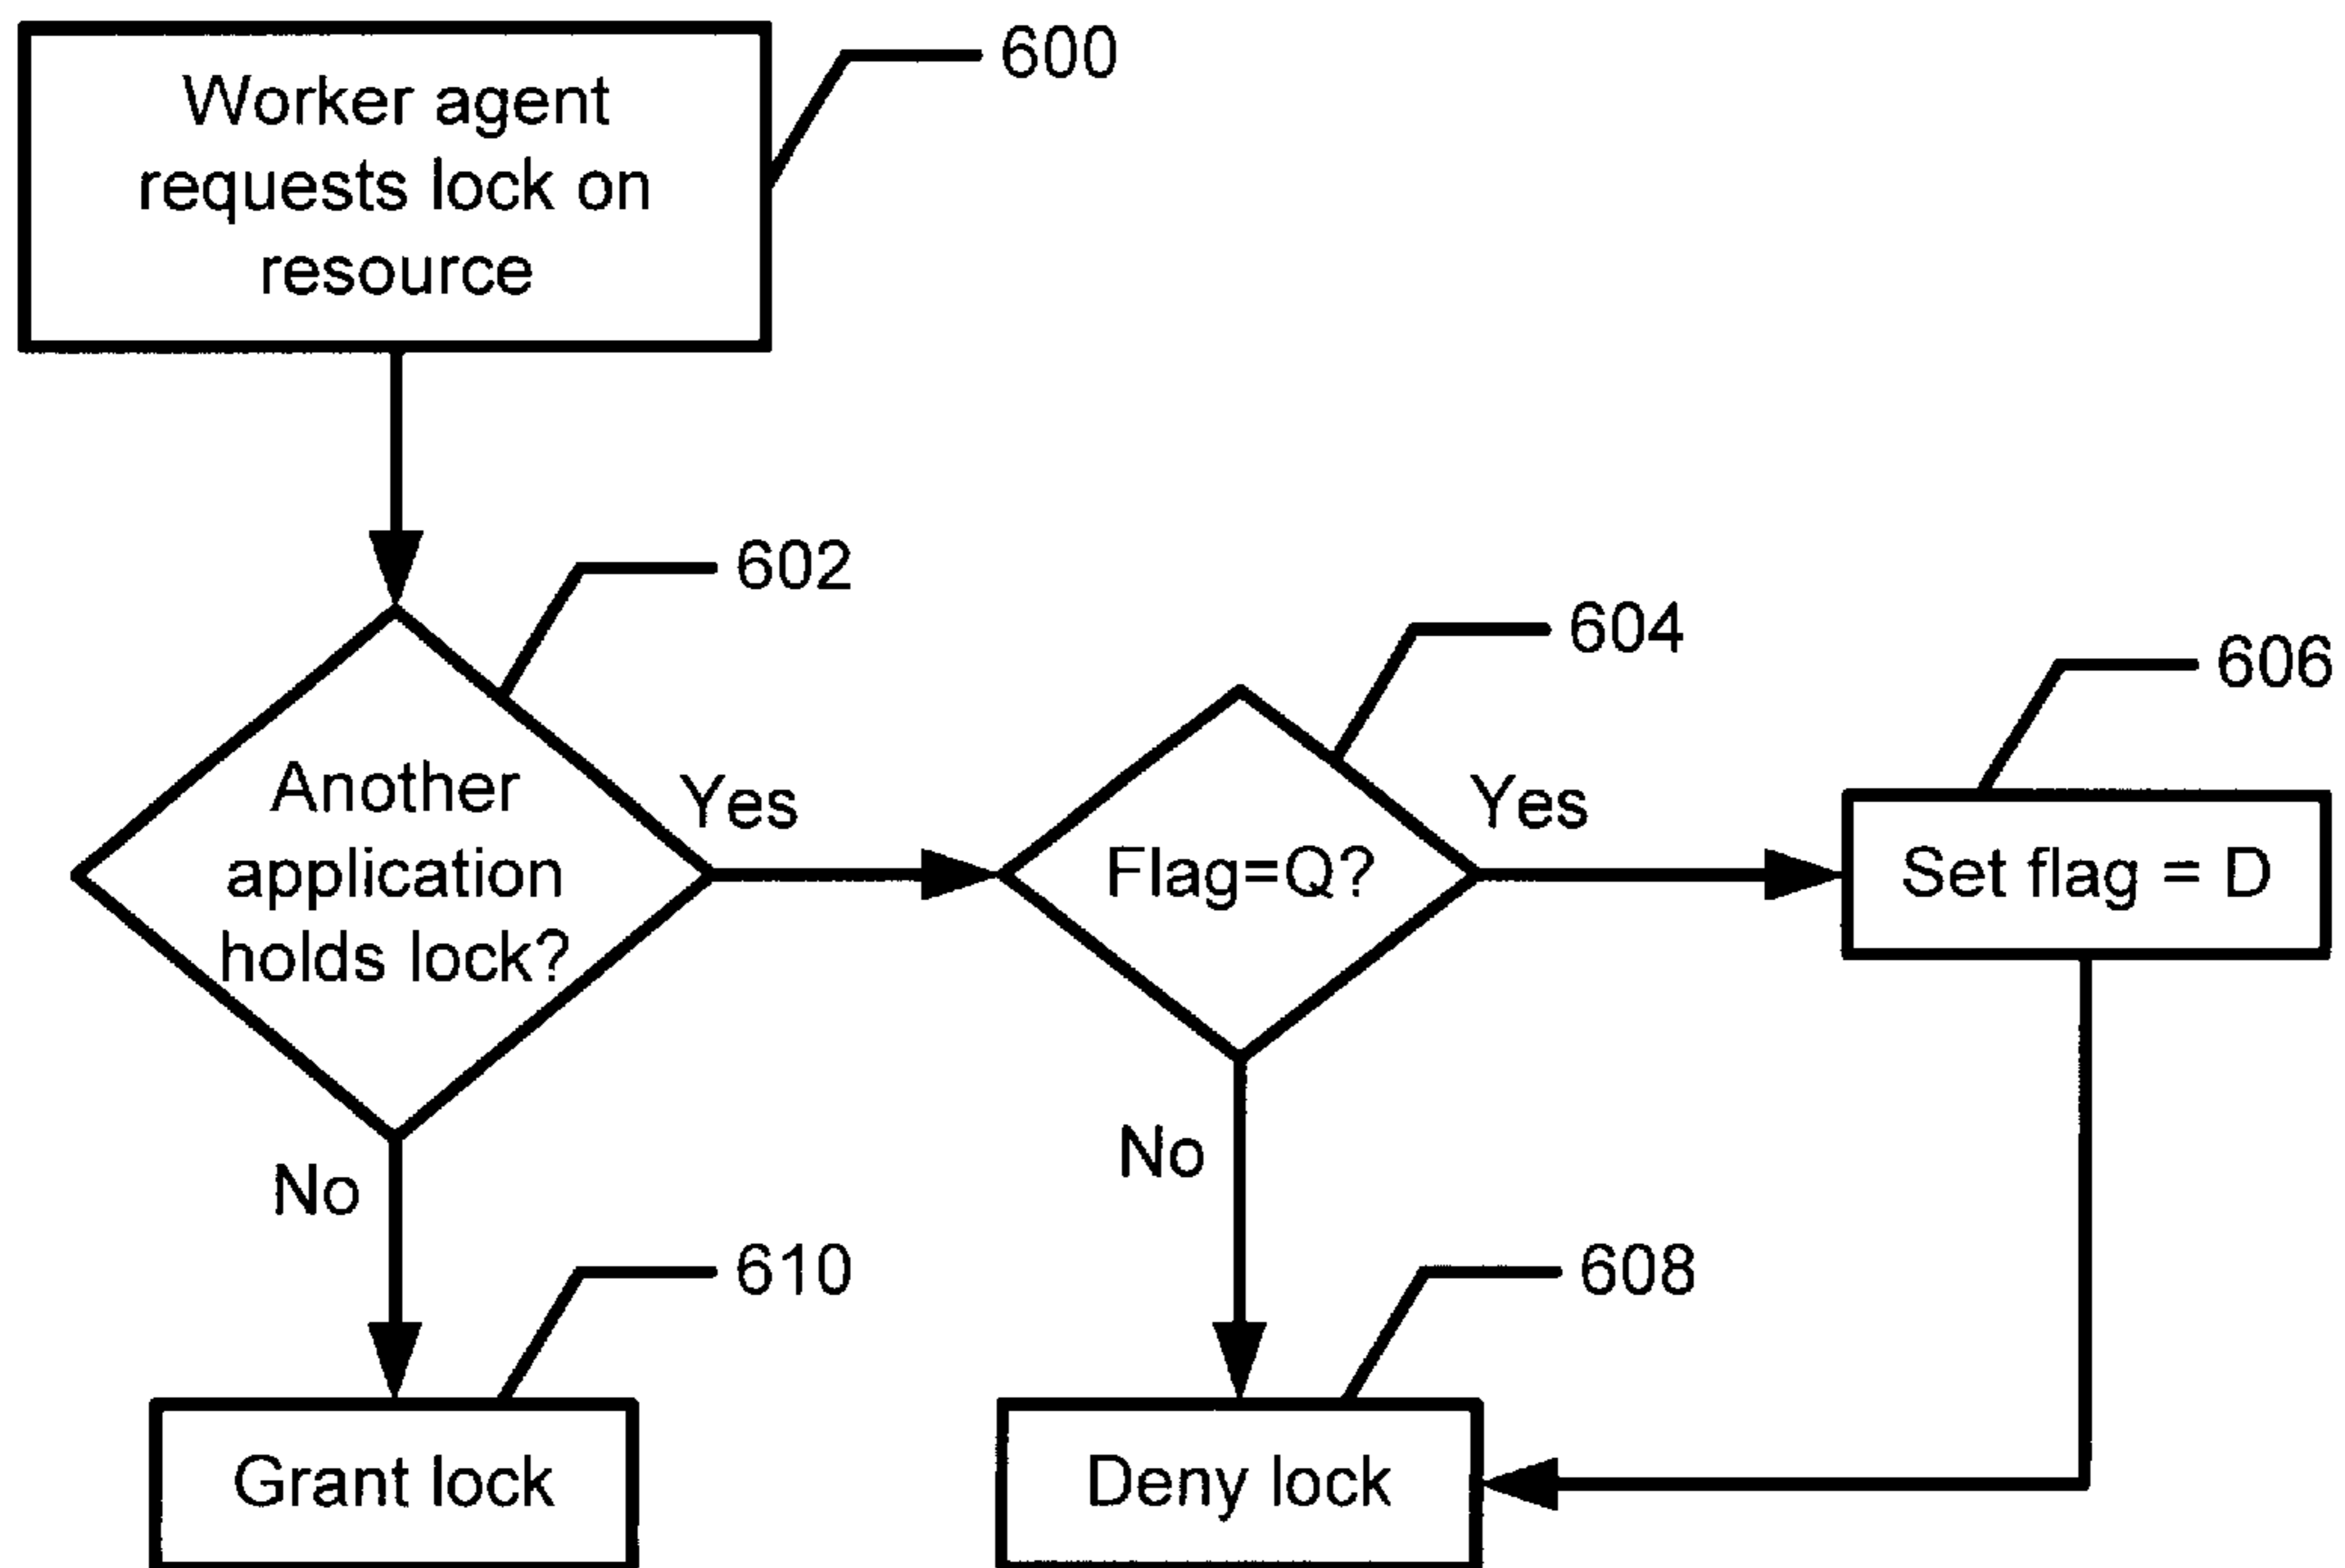 Worker agent
requests lock on
resource
600
602
Another
application
holds lock?
Yes
604
Flag=Q?
Yes
606
Set flag = D
No
No
610
Grant lock
608
Deny lock